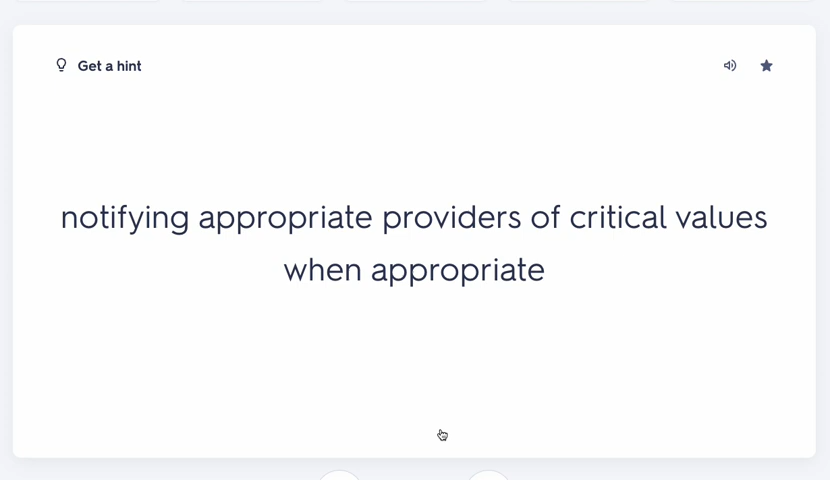 Get a hint
notifying appropriate providers of critical values
when appropriate